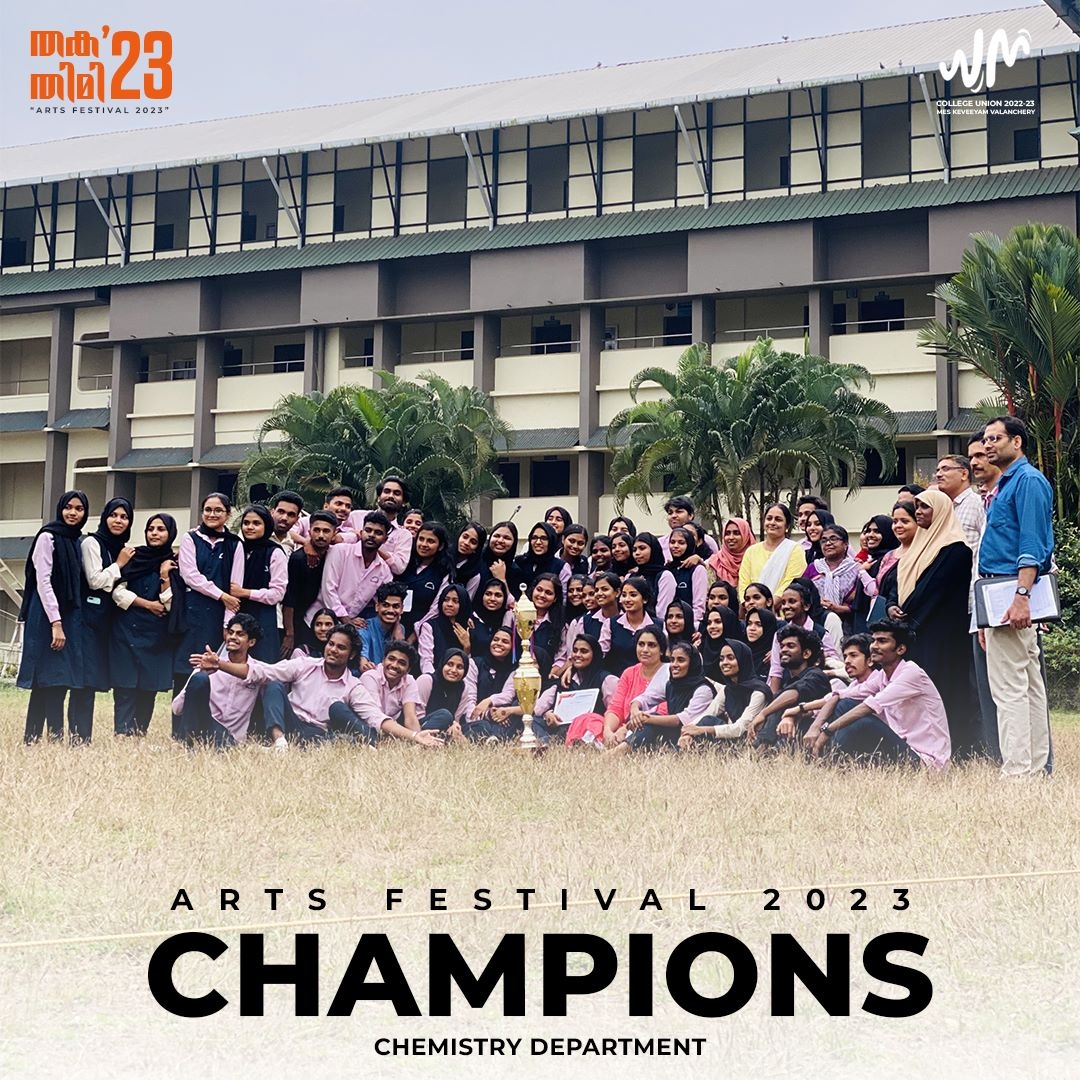 തക'23
തിമി
"ARTS FESTIVAL 2023"
COLLEGE UNION 2022-23
MES KEVEEYAM VALANCHERY
ARTS FESTIVAL 2023
CHAMPIONS
CHEMISTRY DEPARTMENT